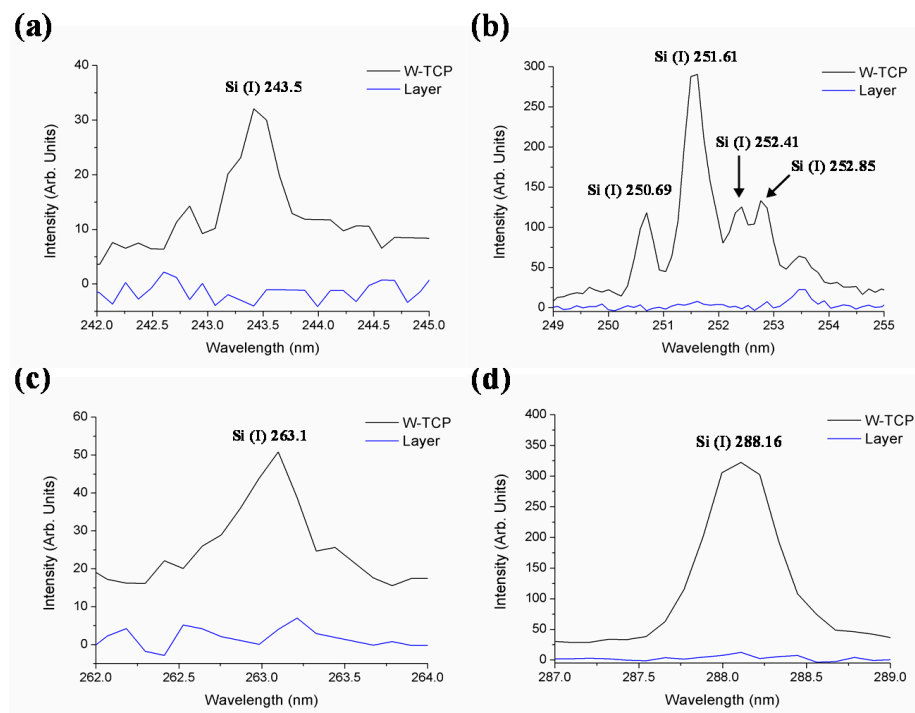 (a)
Intensity (Arb. Units)
40
30
20
10
0
Si (I) 243.5
W-TCP
Layer
242.0 242.5 243.0 243.5 244.0 244.5 245.0
Wavelength (nm)
(b)
Intensity (Arb. Units)
300
250
200
150
100
50
0
Si (I) 251.61
W-TCP
Layer
Si (I) 252.41
Si (I) 252.85
Si (I) 250.69
249 250 251 252 253 254 255
Wavelength (nm)
(c)
Intensity (Arb. Units)
60
50
40
30
20
10
0
Si (I) 263.1
W-TCP
Layer
262.0 262.5 263.0 263.5 264.0
Wavelength (nm)
(d)
Intensity (Arb. Units)
400
350
300
250
200
150
100
50
0
Si (I) 288.16
W-TCP
Layer
287.0 287.5 288.0 288.5 289.0
Wavelength (nm)